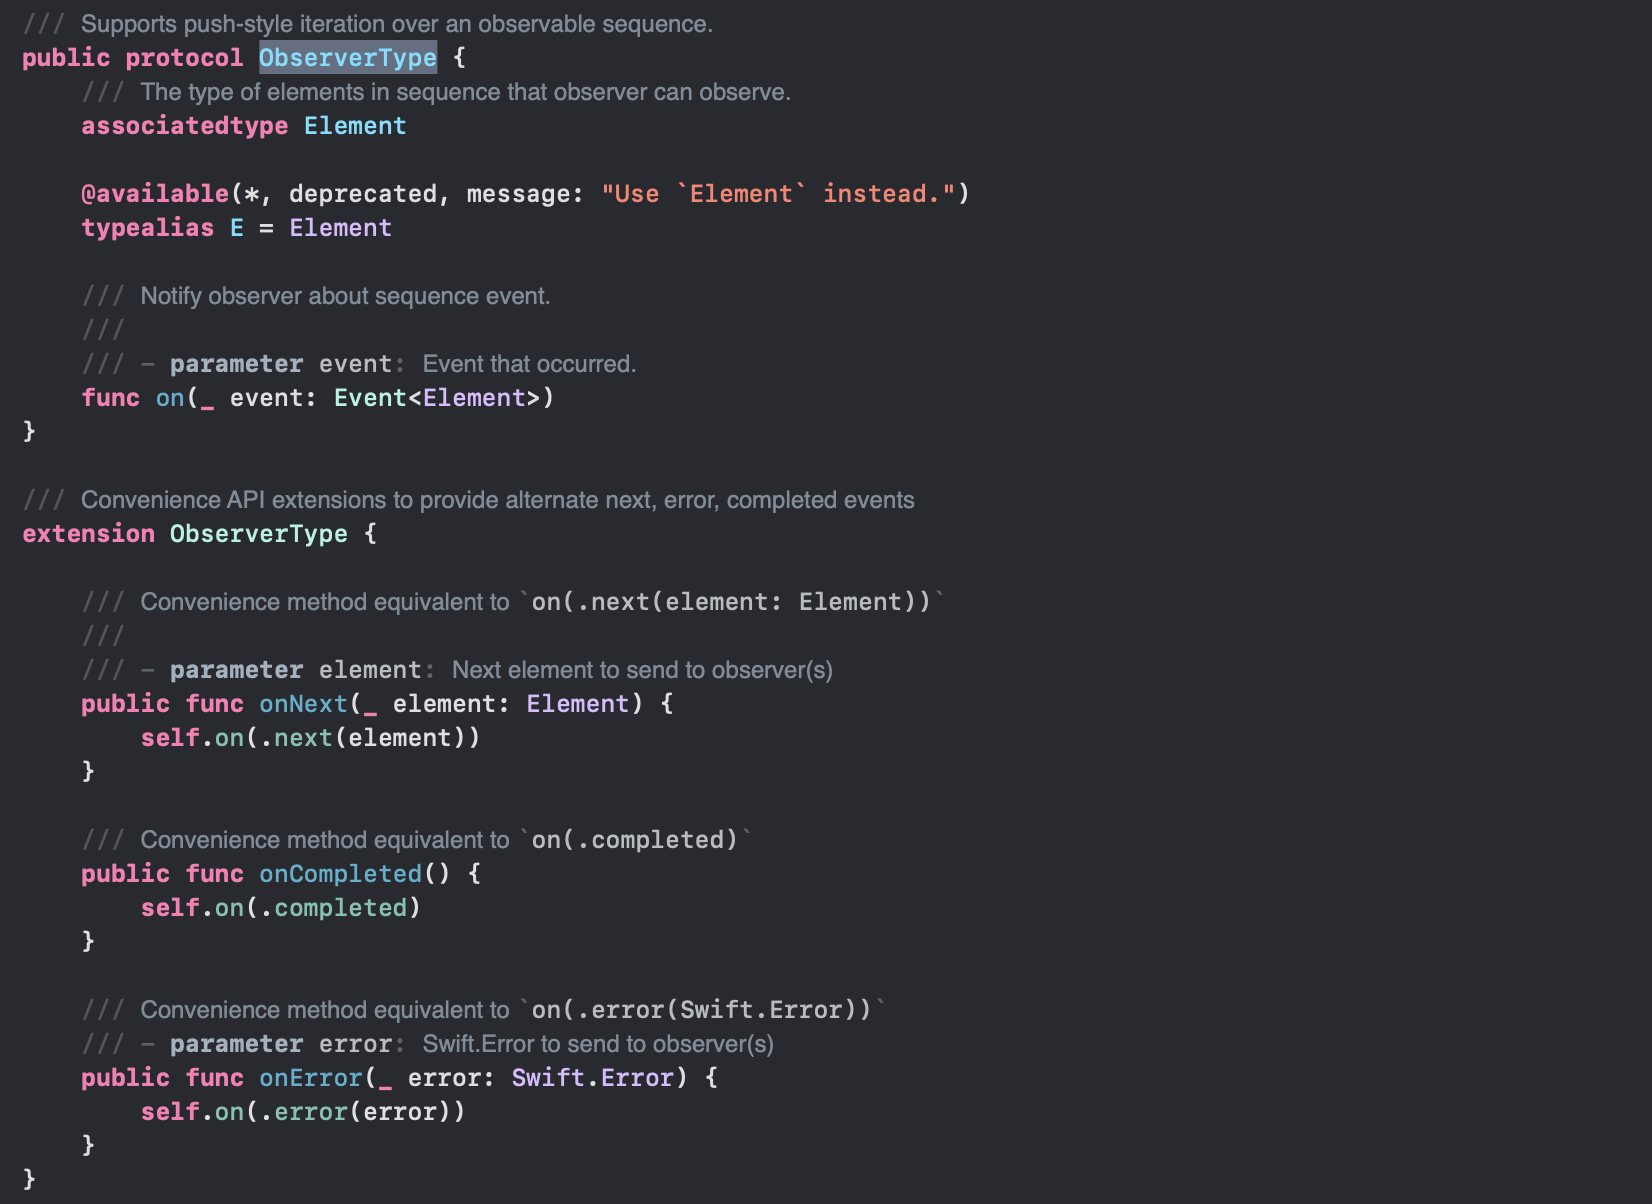 /// Supports push-style iteration over an observable sequence.
public protocol ObserverType {
/// The type of elements in sequence that observer can observe.
associatedtype Element
@available(*, deprecated, message: "Use `Element` instead.")
typealias E = Element
/// Notify observer about sequence event.
///
/// - parameter event: Event that occurred.
func on(_ event: Event<Element>)
}
/// Convenience API extensions to provide alternate next, error, completed events
extension ObserverType {
/// Convenience method equivalent to `on(.next(element: Element))`
///
/// - parameter element: Next element to send to observer(s)
public func onNext(_ element: Element) {
self.on(.next(element))
}
/// Convenience method equivalent to `on(.completed)`
public func onCompleted() {
self.on(.completed)
}
/// Convenience method equivalent to `on(.error(Swift.Error))`
/// - parameter error: Swift.Error to send to observer(s)
public func onError(_ error: Swift.Error) {
self.on(.error(error))
}
}